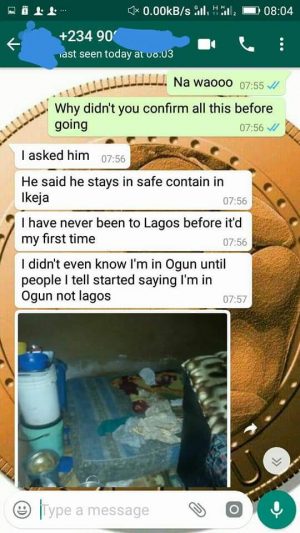 0.00kB/s
08:04
+234 90
last seen today at 08:03
Na waooo 07:55
Why didn't you confirm all this before
going 07:56
I asked him 07:56
He said he stays in safe contain in
Ikeja 07:56
I have never been to Lagos before it'd
my first time 07:56
I didn't even know I'm in Ogun until
people I tell started saying I'm in
Ogun not lagos 07:57
Type a message